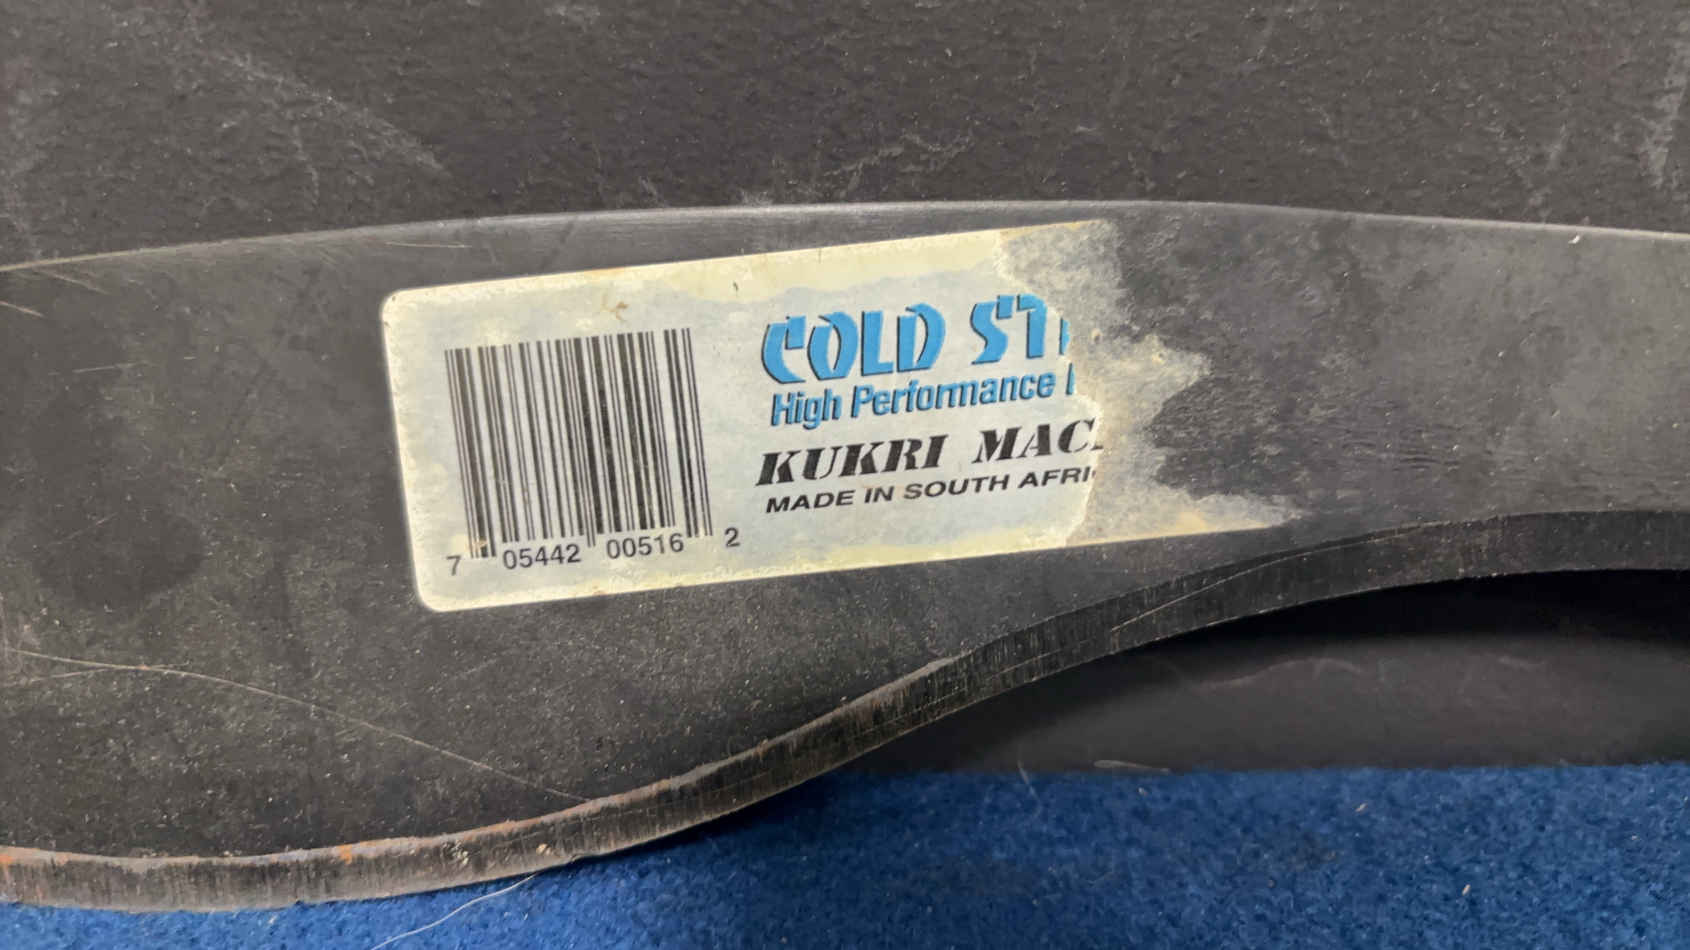 COLD ST
High Performance
KUKRI MAC
MADE IN SOUTH AFRI
7 05442 00516 2